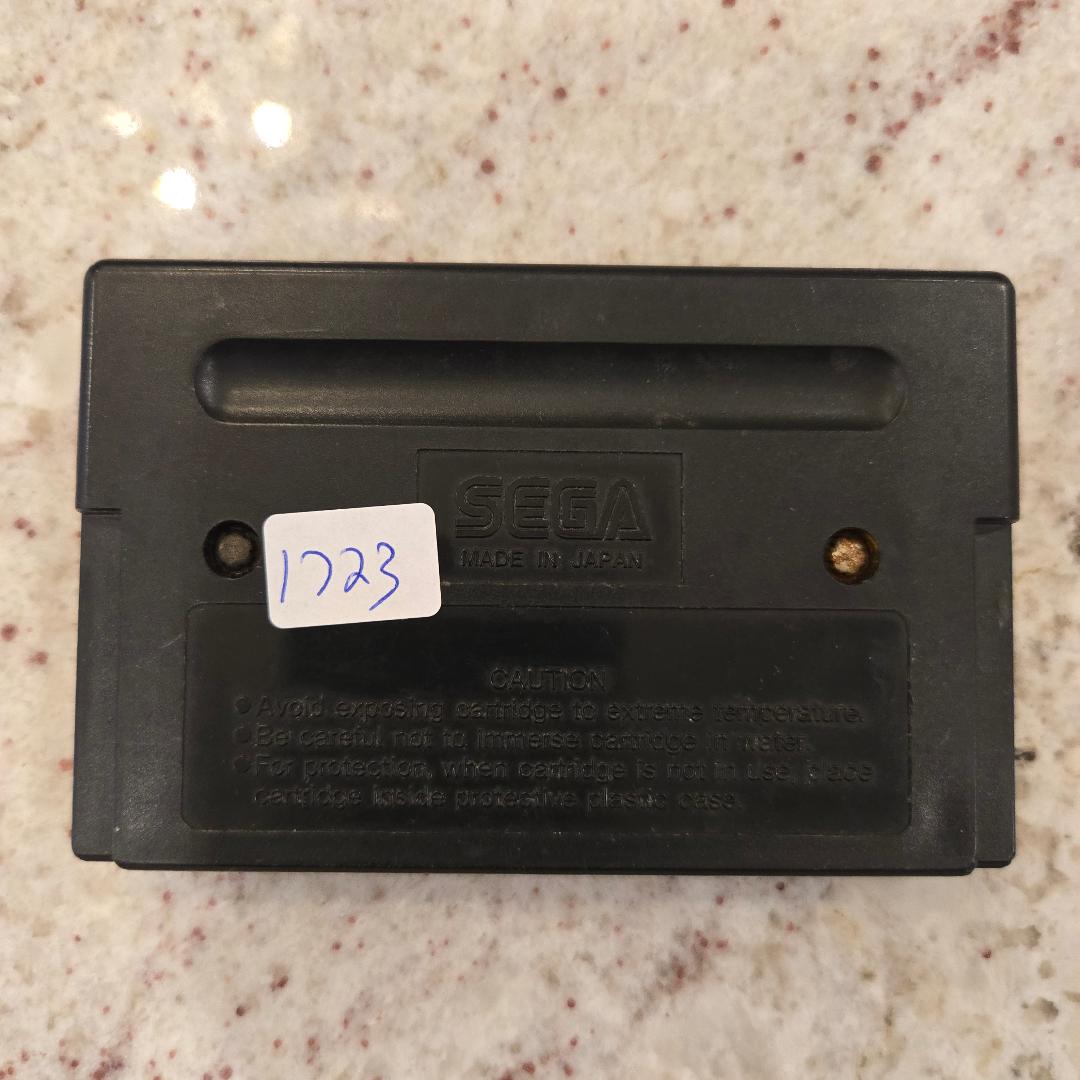 SEGA
MADE IN JAPAN
1723
CAUTION
● Avoid exposing cartridge to extreme temperature.
● Be careful not to immerse cartridge in water.
● For protection, when cartridge is not in use, place
cartridge inside protective plastic case.